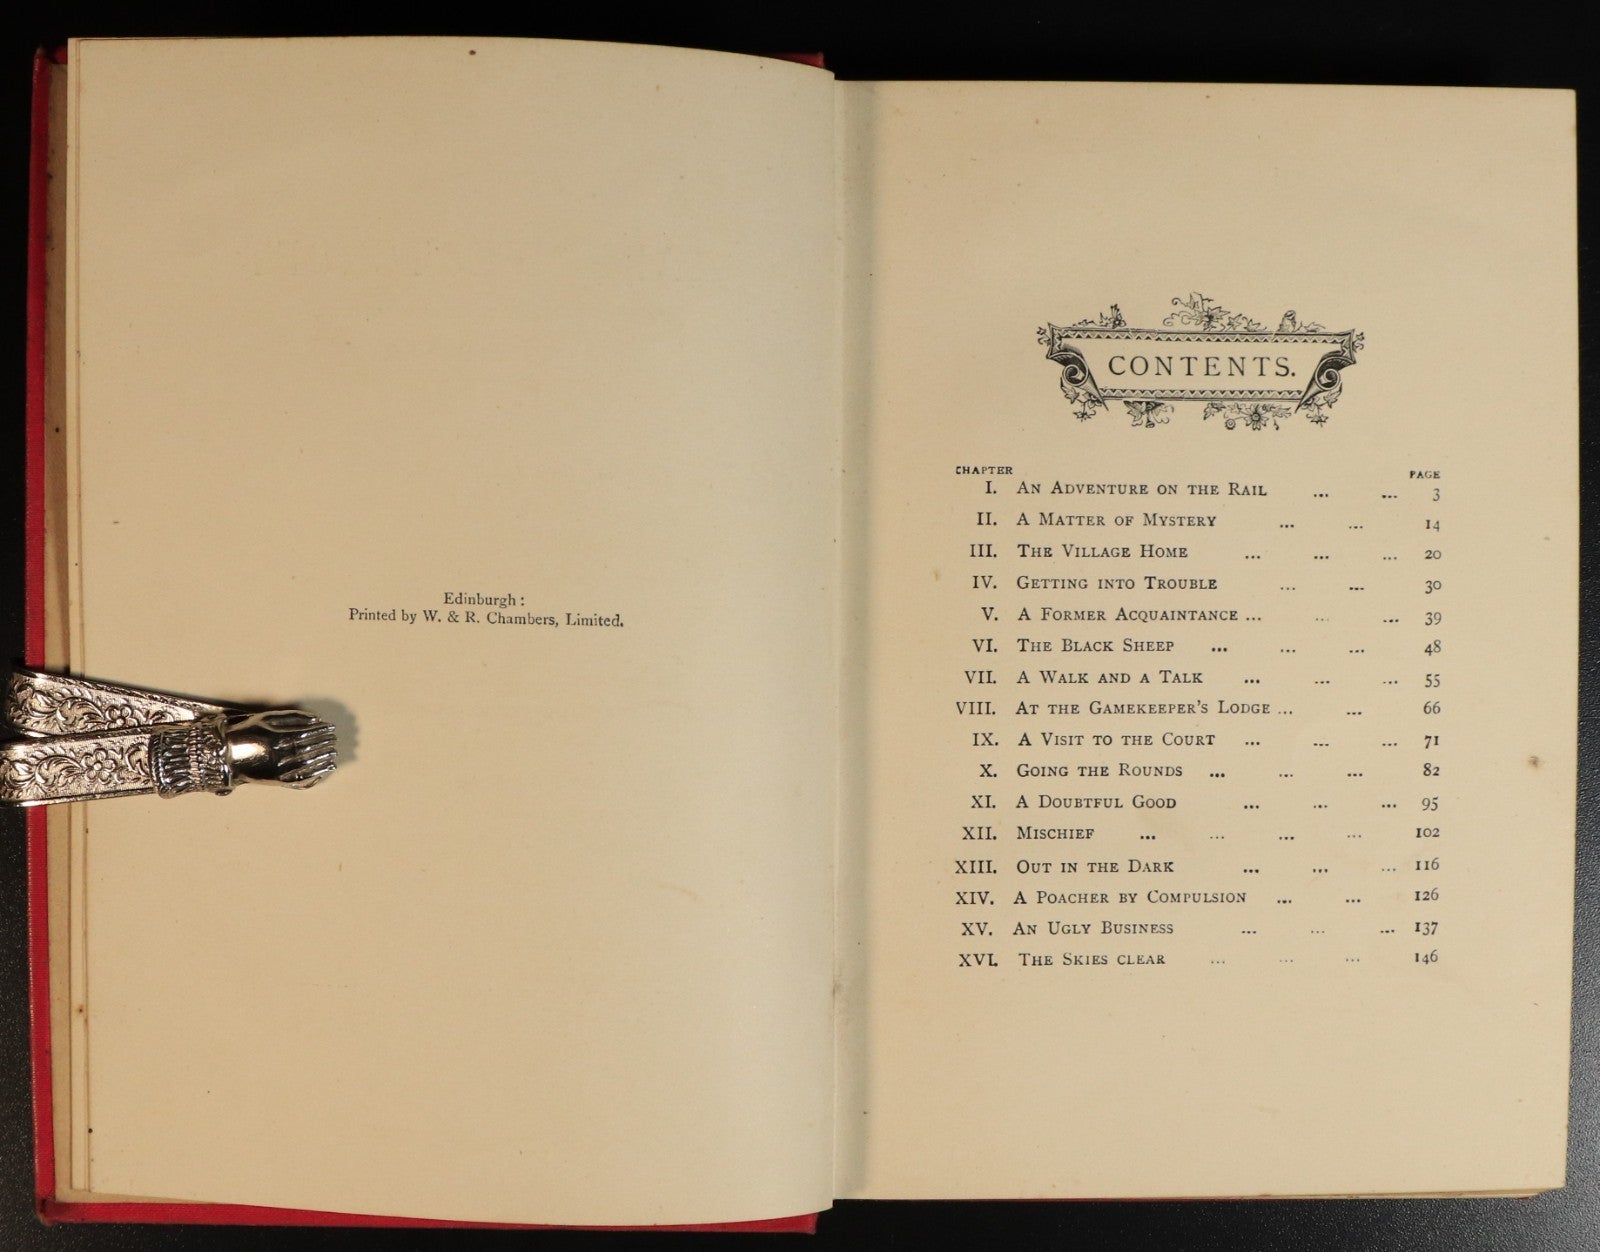 Edinburgh:
Printed by W. & R. Chambers, Limited.
CONTENTS.
CHAPTER PAGE
I. AN ADVENTURE ON THE RAIL ... ... 3
II. A MATTER OF MYSTERY ... ... 14
III. THE VILLAGE HOME ... ... ... 20
IV. GETTING INTO TROUBLE ... ... 30
V. A FORMER ACQUAINTANCE ... ... ... 39
VI. THE BLACK SHEEP ... ... ... 48
VII. A WALK AND A TALK ... ... ... 55
VIII. AT THE GAMEKEEPER'S LODGE ... ... 66
IX. A VISIT TO THE COURT ... ... ... 71
X. GOING THE ROUNDS ... ... ... 82
XI. A DOUBTFUL GOOD ... ... ... 95
XII. MISCHIEF ... ... ... ... 102
XIII. OUT IN THE DARK ... ... ... 116
XIV. A POACHER BY COMPULSION ... ... 126
XV. AN UGLY BUSINESS ... ... ... 137
XVI. THE SKIES CLEAR ... ... ... 146